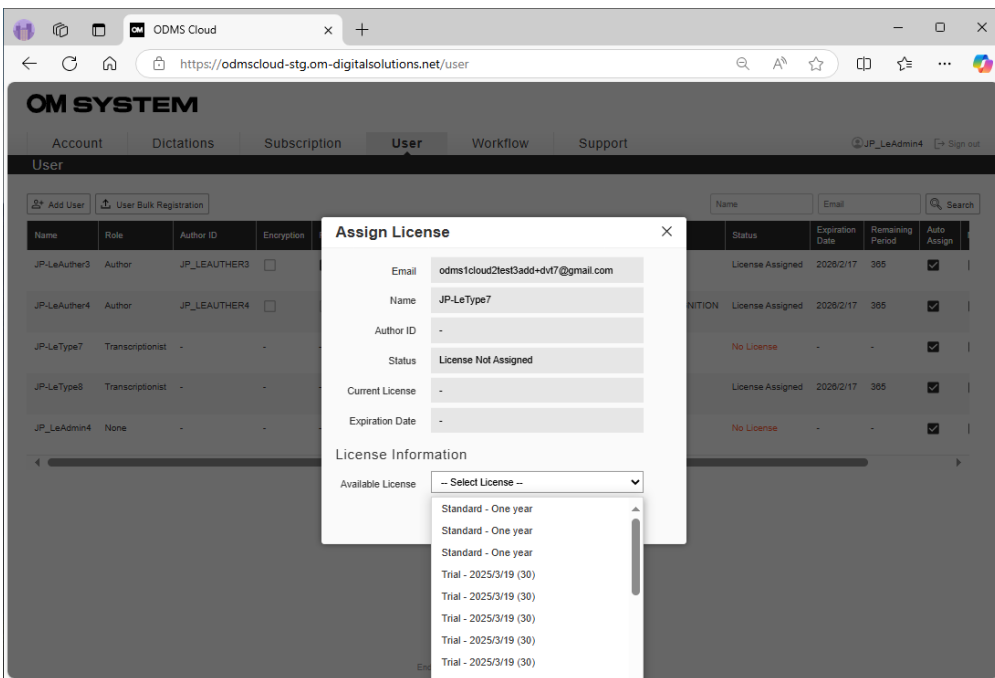 OM
ODMS Cloud
https://odmscloud-stg.om-digitalsolutions.net/user
OM SYSTEM
Account Dictations Subscription User Workflow Support
JP_LeAdmin4 Sign out
User
Add User User Bulk Registration Name Email Search
Name Role Author ID Encryption Status Expiration Date Remaining Period Auto Assign
JP-LeAuther3 Author JP_LEAUTHER3 License Assigned 2026/2/17 365
JP-LeAuther4 Author JP_LEAUTHER4 NITION License Assigned 2026/2/17 365
JP-LeType7 Transcriptionist - - - No License - -
JP-LeType8 Transcriptionist - - - License Assigned 2026/2/17 365
JP_LeAdmin4 None - - - No License - -
Assign License
Email odms1cloud2test3add+dvt7@gmail.com
Name JP-LeType7
Author ID -
Status License Not Assigned
Current License -
Expiration Date -
License Information
Available License -- Select License --
Standard - One year
Standard - One year
Standard - One year
Trial - 2025/3/19 (30)
Trial - 2025/3/19 (30)
Trial - 2025/3/19 (30)
Trial - 2025/3/19 (30)
Trial - 2025/3/19 (30)